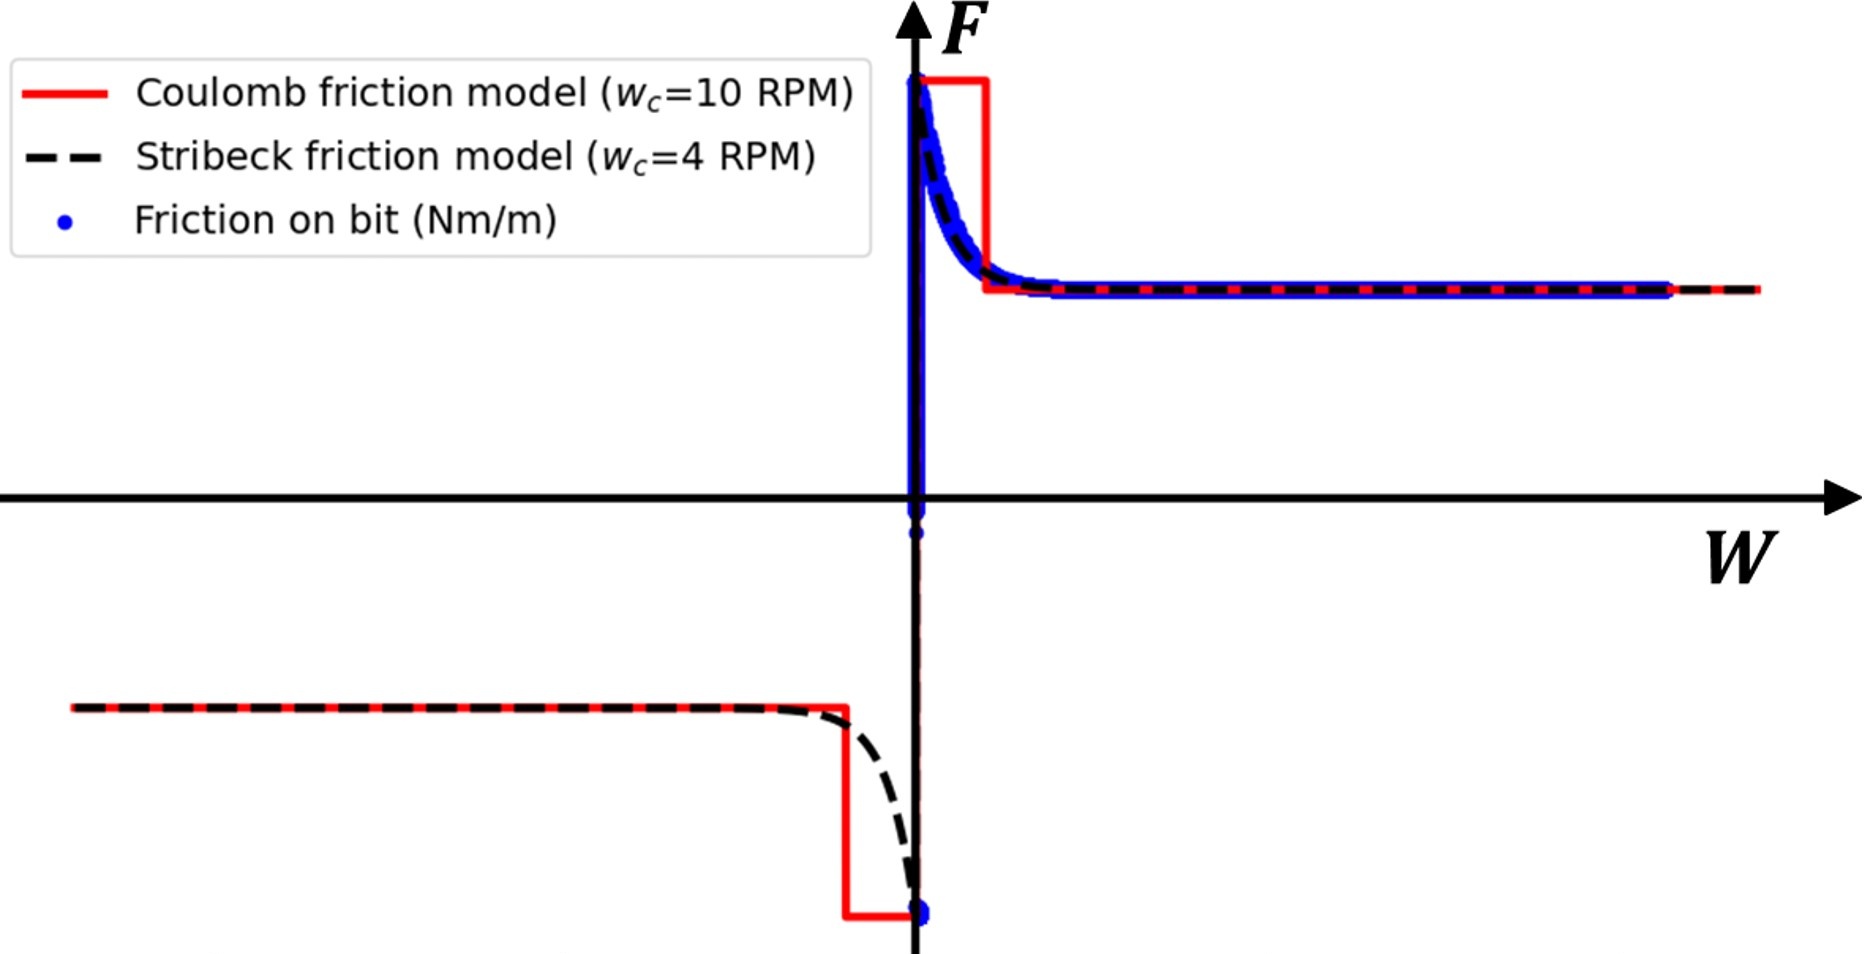 F
Coulomb friction model (w_c=10 RPM)
Stribeck friction model (w_c=4 RPM)
Friction on bit (Nm/m)
W